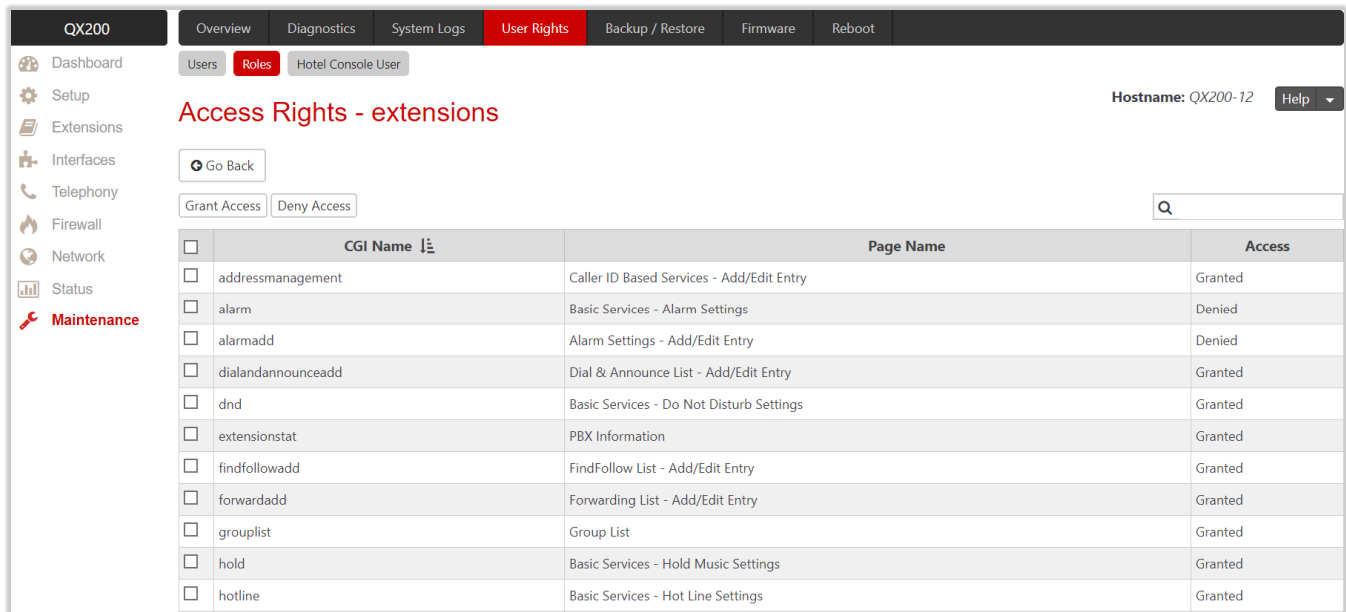 QX200 Overview Diagnostics System Logs User Rights Backup / Restore Firmware Reboot
Dashboard Users Roles Hotel Console User
Setup Hostname: QX200-12 Help
Access Rights - extensions
Extensions
Interfaces Go Back
Telephony Grant Access Deny Access
Firewall
Network CGI Name Page Name Access
Status addressmanagement Caller ID Based Services - Add/Edit Entry Granted
Maintenance alarm Basic Services - Alarm Settings Denied
alarmadd Alarm Settings - Add/Edit Entry Denied
dialandannounceadd Dial & Announce List - Add/Edit Entry Granted
dnd Basic Services - Do Not Disturb Settings Granted
extensionstat PBX Information Granted
findfollowadd FindFollow List - Add/Edit Entry Granted
forwardadd Forwarding List - Add/Edit Entry Granted
grouplist Group List Granted
hold Basic Services - Hold Music Settings Granted
hotline Basic Services - Hot Line Settings Granted